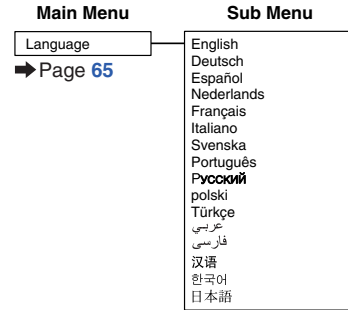 Main Menu
Sub Menu
Language
➡ Page 65
English
Deutsch
Español
Nederlands
Français
Italiano
Svenska
Português
Русский
polski
Türkçe
عربي
فارسى
汉语
한국어
日本語